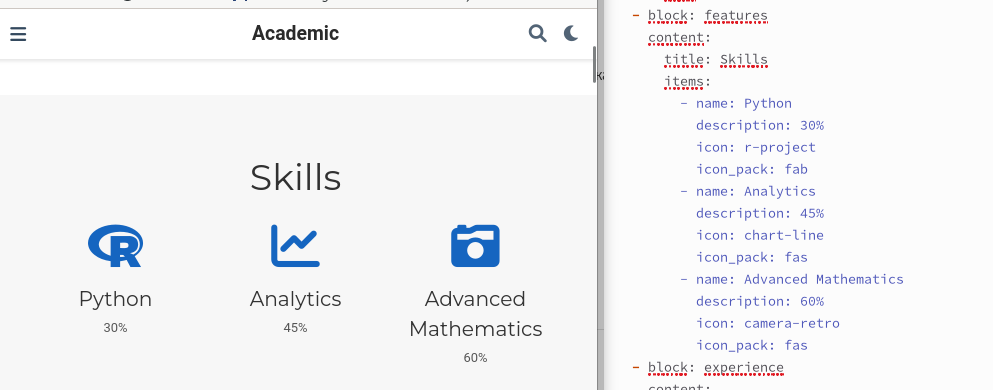 Academic
Skills
Python
30%
Analytics
45%
Advanced
Mathematics
60%
- block: features
content:
title: Skills
items:
- name: Python
description: 30%
icon: r-project
icon_pack: fab
- name: Analytics
description: 45%
icon: chart-line
icon_pack: fas
- name: Advanced Mathematics
description: 60%
icon: camera-retro
icon_pack: fas
- block: experience
content: